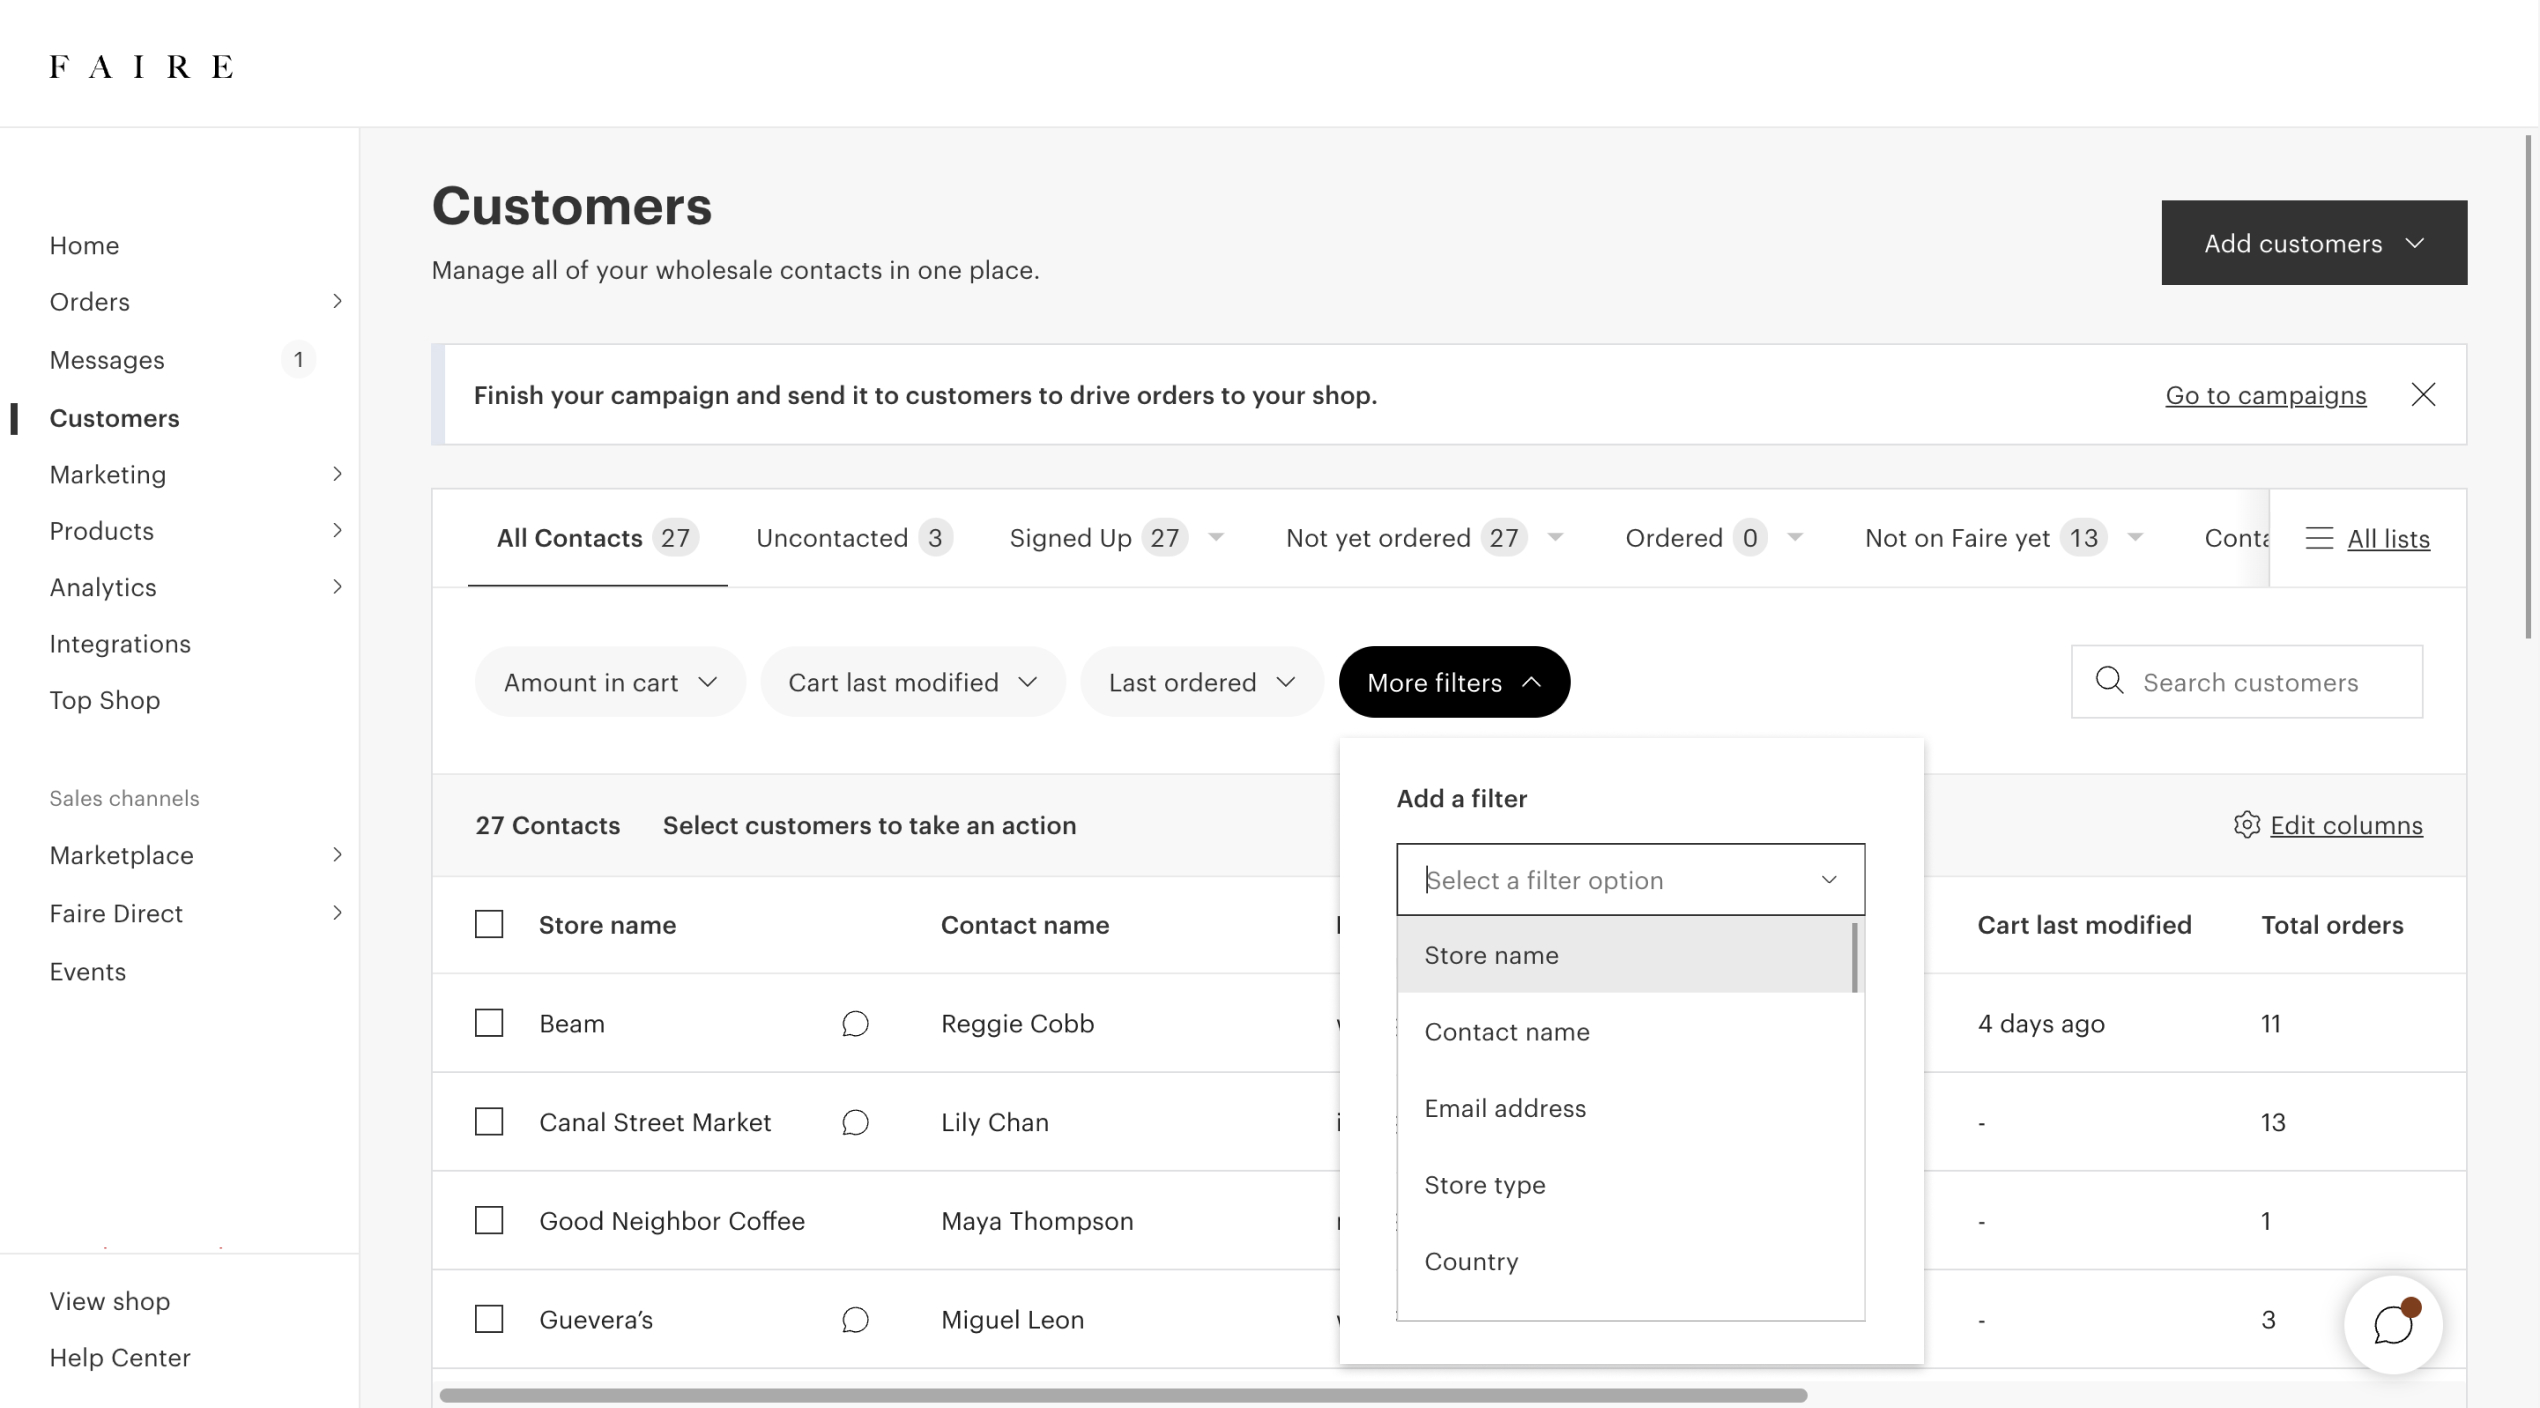 FAIRE
Home
Orders
Messages 1
Customers
Marketing
Products
Analytics
Integrations
Top Shop
Sales channels
Marketplace
Faire Direct
Events
View shop
Help Center
Customers
Manage all of your wholesale contacts in one place.
Add customers
Finish your campaign and send it to customers to drive orders to your shop.
Go to campaigns
All Contacts 27 Uncontacted 3 Signed Up 27 Not yet ordered 27 Ordered 0 Not on Faire yet 13 All lists
Amount in cart Cart last modified Last ordered More filters Search customers
Add a filter
Select a filter option
Store name
Contact name
Email address
Store type
Country
27 Contacts Select customers to take an action Edit columns
Store name Contact name Cart last modified Total orders
Beam Reggie Cobb 4 days ago 11
Canal Street Market Lily Chan - 13
Good Neighbor Coffee Maya Thompson - 1
Guevera’s Miguel Leon - 3